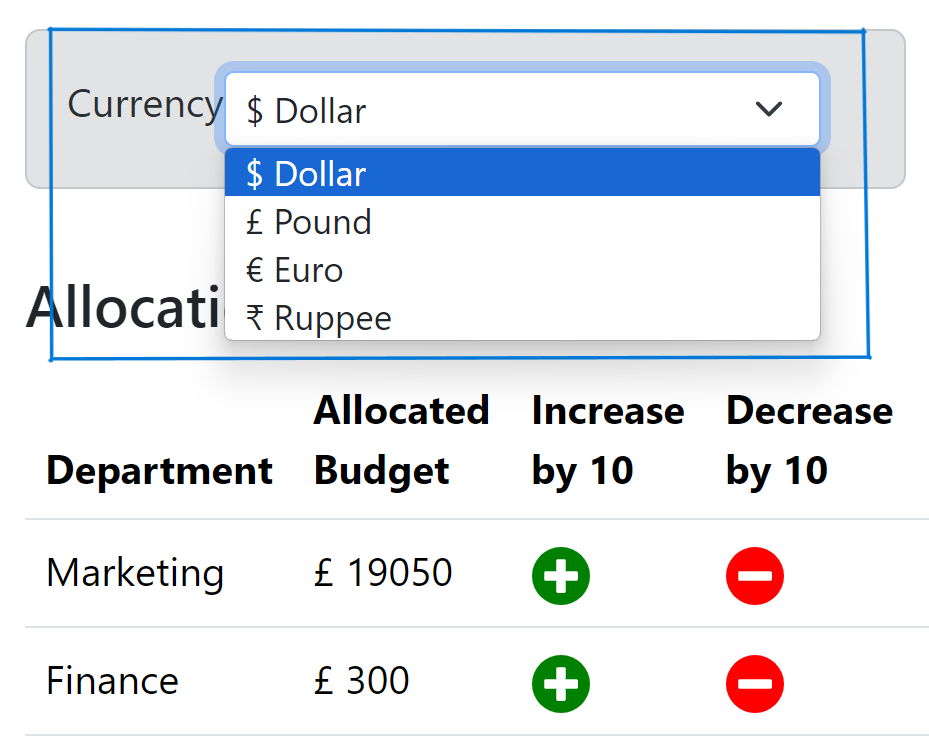 Currency $ Dollar
$ Dollar
£ Pound
€ Euro
₹ Ruppee
Allocati
Department Allocated Budget Increase by 10 Decrease by 10
Marketing £ 19050
Finance £ 300